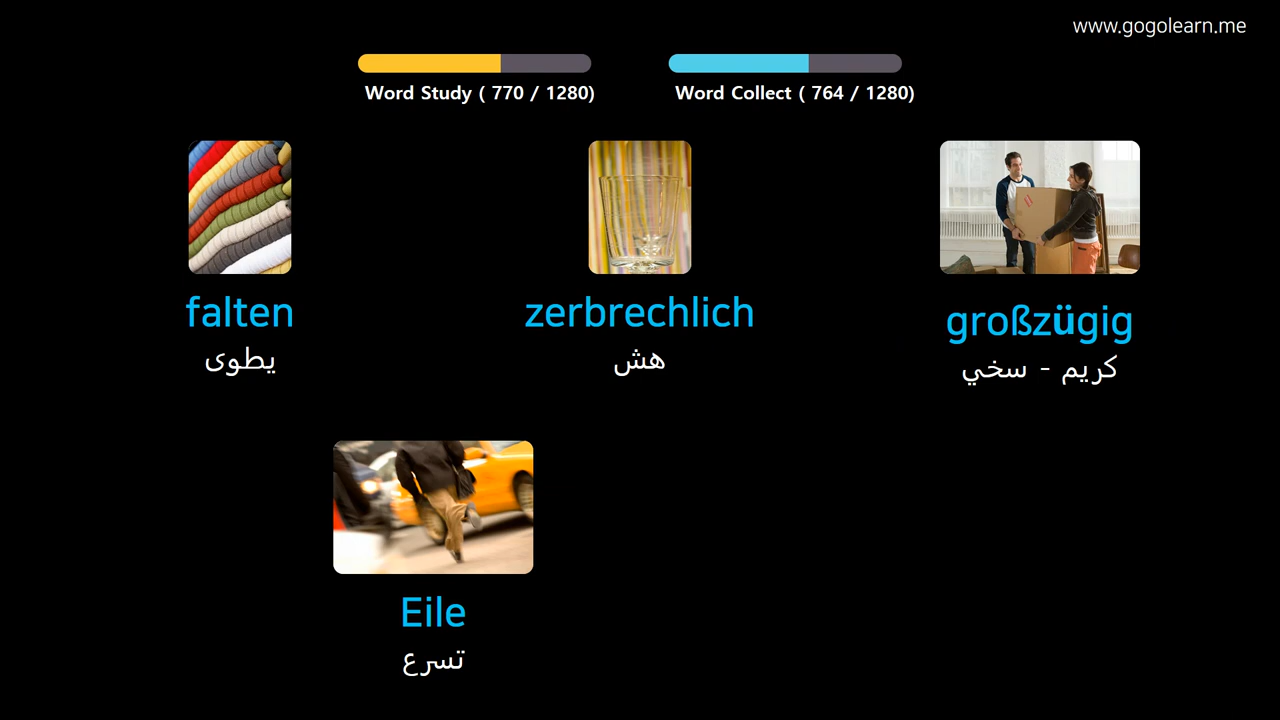 www.gogolearn.me
Word Study ( 770 / 1280)
Word Collect ( 764 / 1280)
falten
يطوى
zerbrechlich
هش
großzügig
كريم - سخي
Eile
تسرع